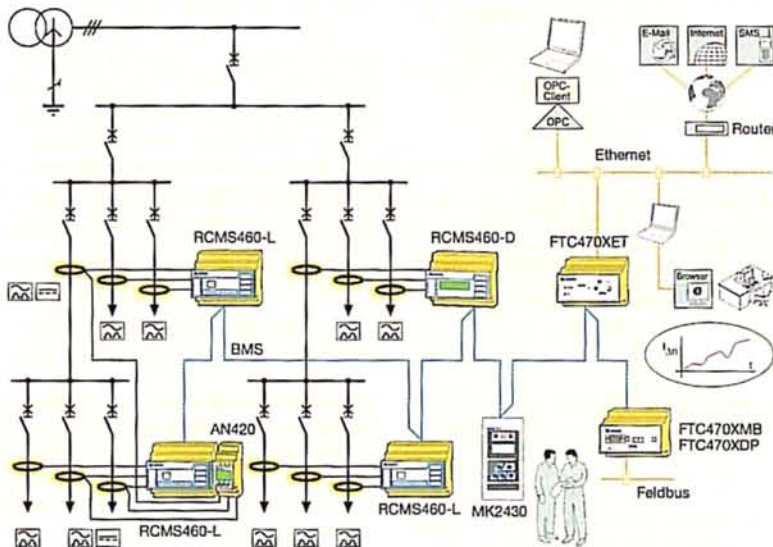 E-Mail
Internet
SMS
OPC-
Client
OPC
Router
Ethernet
RCMS460-L
RCMS460-D
FTC470XET
Browser
BMS
IΔn
t
AN420
FTC470XMB
FTC470XDP
RCMS460-L
RCMS460-L
MK2430
Feldbus